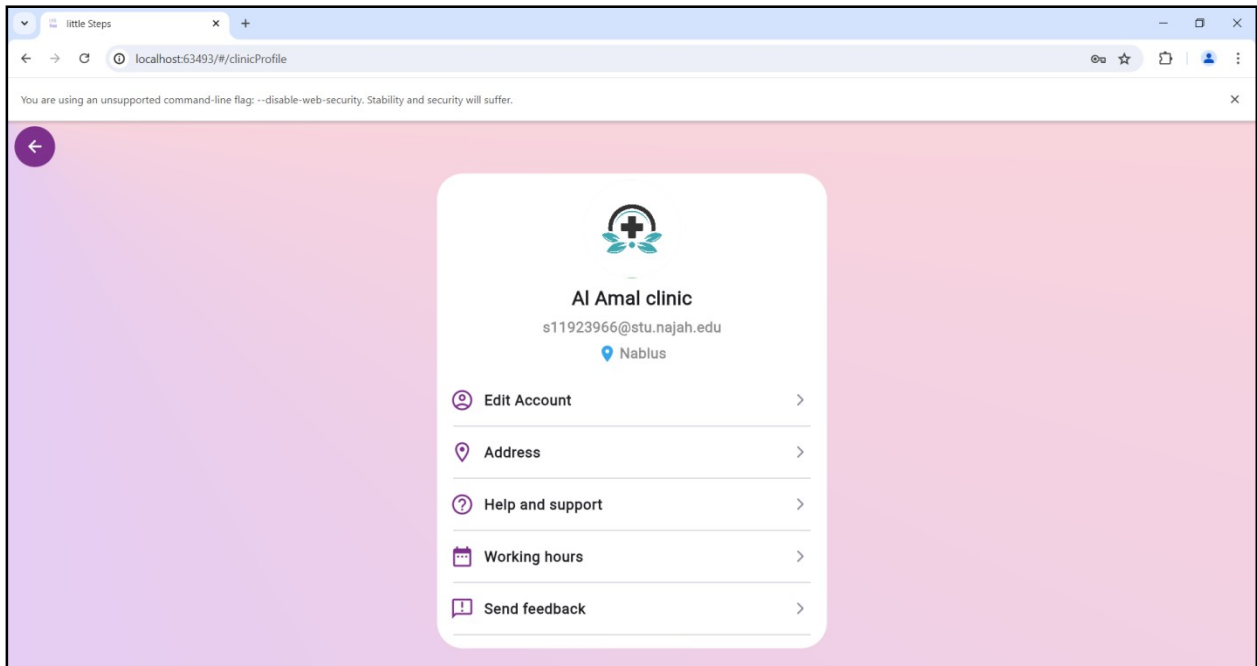 little Steps
localhost:63493/#/clinicProfile
You are using an unsupported command-line flag: --disable-web-security. Stability and security will suffer.
Al Amal clinic
s11923966@stu.najah.edu
Nablus
Edit Account
Address
Help and support
Working hours
Send feedback